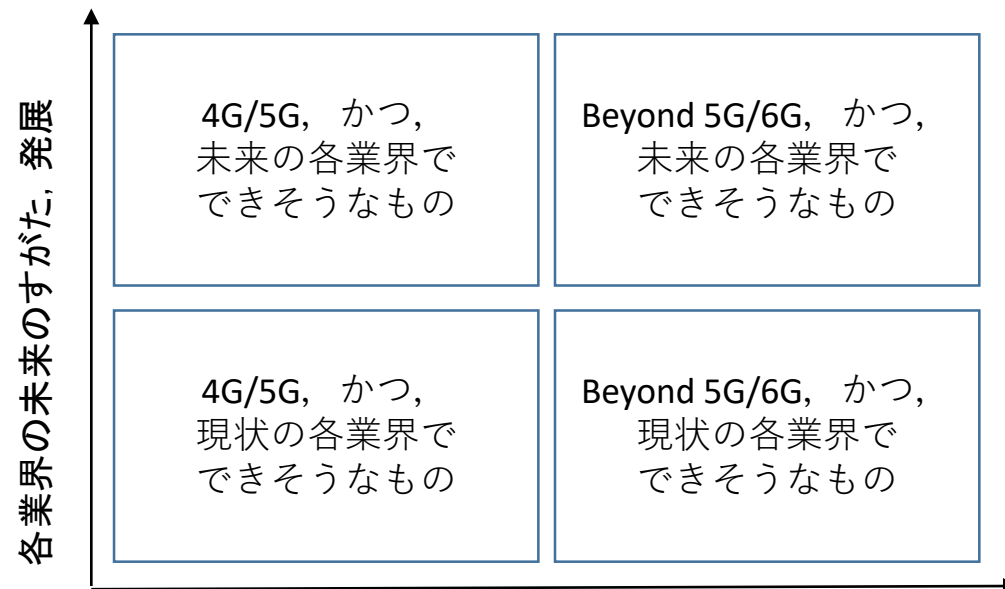 各業界の未来のすがた, 発展
4G/5G, かつ,
未来の各業界で
できそうなもの
Beyond 5G/6G, かつ,
未来の各業界で
できそうなもの
4G/5G, かつ,
現状の各業界で
できそうなもの
Beyond 5G/6G, かつ,
現状の各業界で
できそうなもの